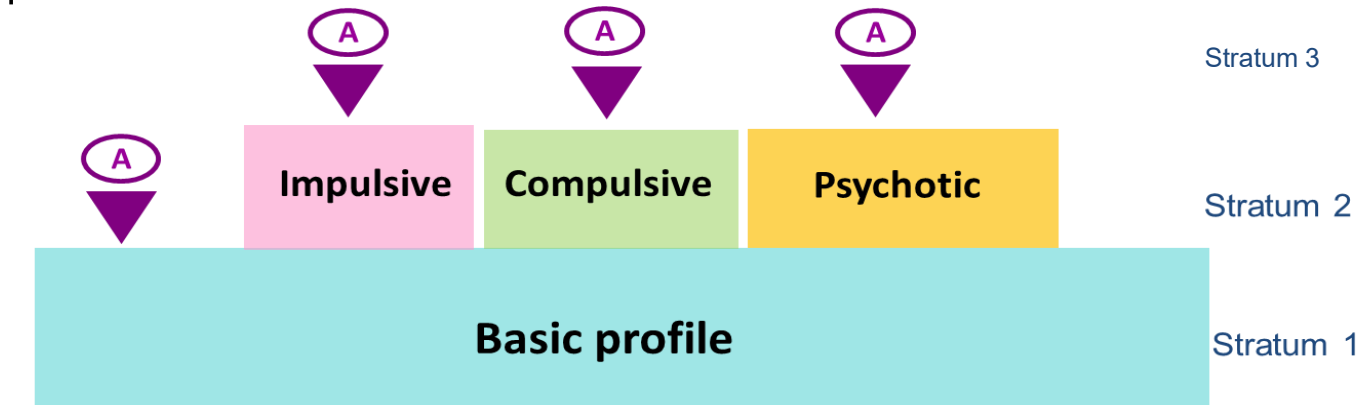 A A A Stratum 3
A
Impulsive Compulsive Psychotic
Stratum 2
Basic profile
Stratum 1